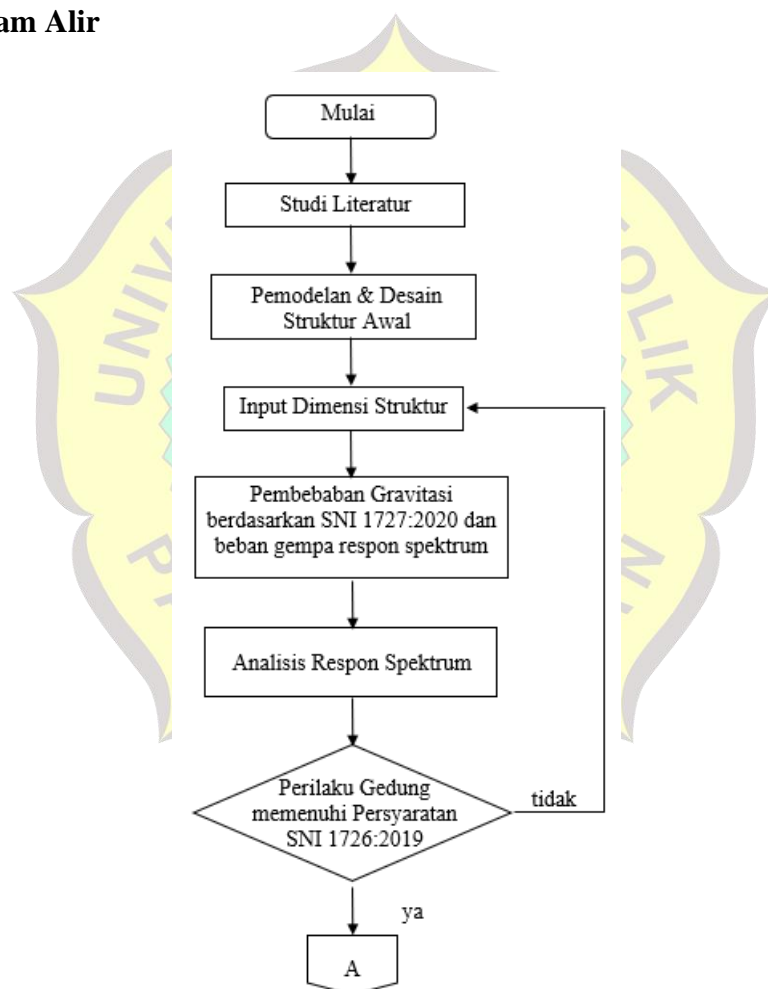 am Alir
Mulai
Studi Literatur
Pemodelan & Desain
Struktur Awal
Input Dimensi Struktur
Pembebaban Gravitasi
berdasarkan SNI 1727:2020 dan
beban gempa respon spektrum
Analisis Respon Spektrum
Perilaku Gedung
memenuhi Persyaratan
SNI 1726:2019
tidak
ya
A